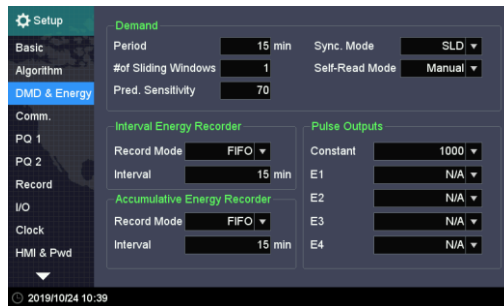 Setup
Basic
Algorithm
DMD & Energy
Comm.
PQ 1
PQ 2
Record
I/O
Clock
HMI & Pwd
Demand
Period 15 min Sync. Mode SLD
#of Sliding Windows 1 Self-Read Mode Manual
Pred. Sensitivity 70
Interval Energy Recorder
Record Mode FIFO
Interval 15 min
Accumulative Energy Recorder
Record Mode FIFO
Interval 15 min
Pulse Outputs
Constant 1000
E1 N/A
E2 N/A
E3 N/A
E4 N/A
2019/10/24 10:39